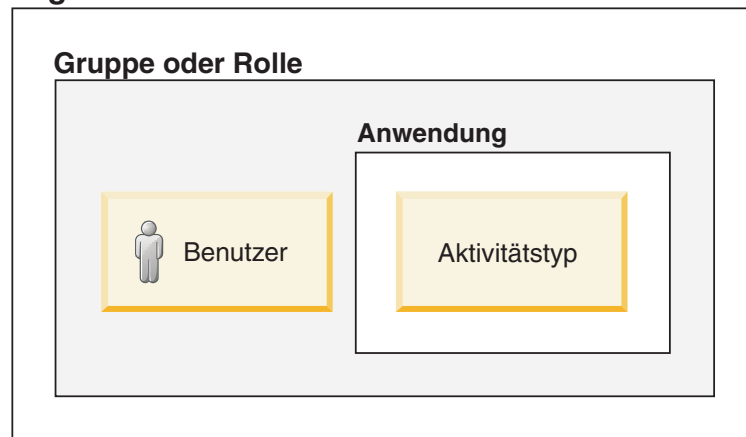 Gruppe oder Rolle
Anwendung
Benutzer
Aktivitätstyp